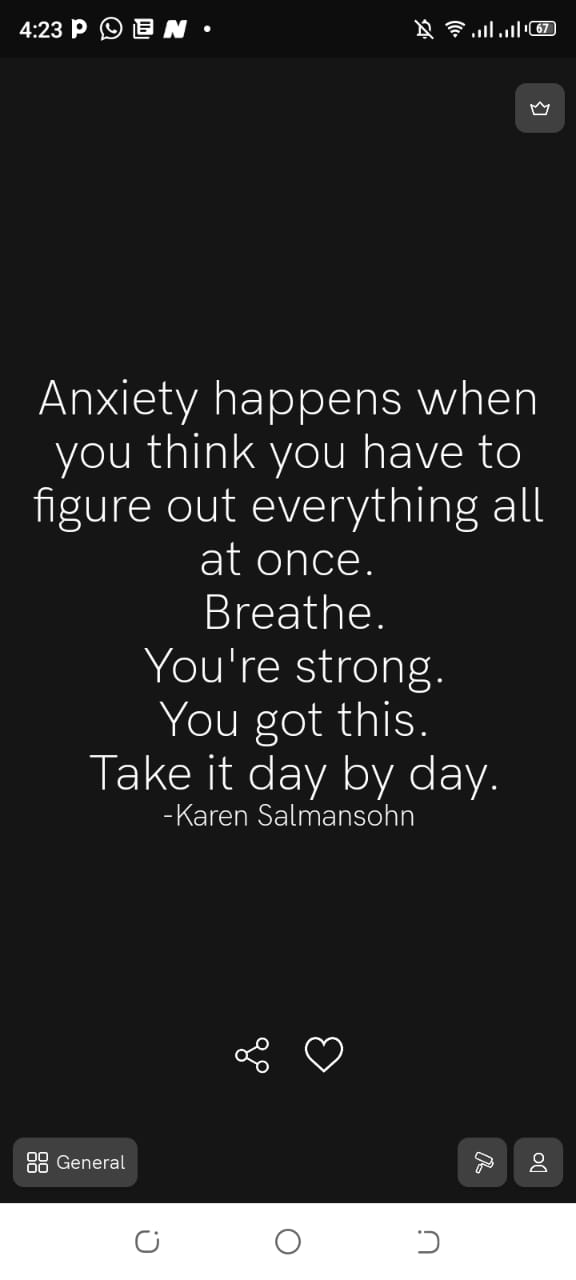 4:23
67
Anxiety happens when
you think you have to
figure out everything all
at once.
Breathe.
You're strong.
You got this.
Take it day by day.
-Karen Salmansohn
General